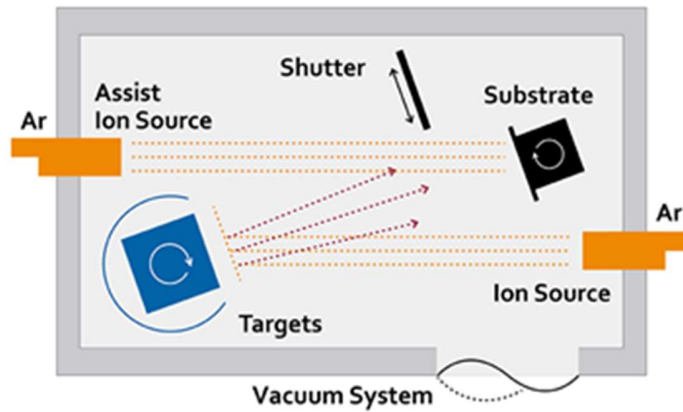 Shutter
Substrate
Assist
Ion Source
Ar
Ar
Ion Source
Targets
Vacuum System